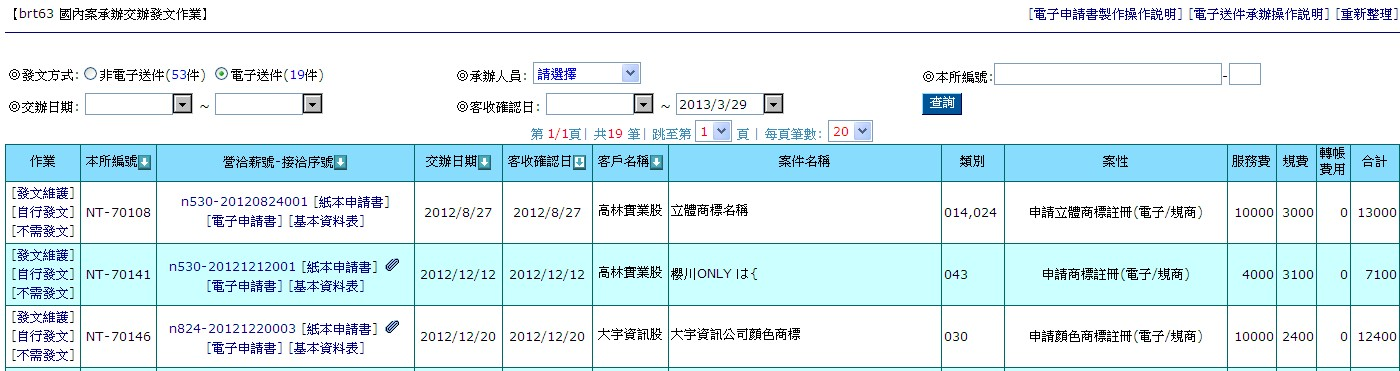 【brt63 國內案承辦交辦發文作業】 [電子申請書製作操作説明] [電子送件承辦操作説明] [重新整理]
◎發文方式: 非電子送件(53件) 電子送件(19件) ◎承辦人員: 請選擇 ◎本所編號: -
◎交辦日期: ~ ◎客收確認日: ~ 2013/3/29 查詢
第 1/1頁| 共19 筆| 跳至第 1 頁 | 每頁筆數: 20
作業 本所編號 營洽薪號-接洽序號 交辦日期 客收確認日 客戶名稱 案件名稱 類別 案性 服務費 規費 轉帳費用 合計
[發文維護]
[自行發文]
[不需發文]
NT-70108
n530-20120824001 [紙本申請書]
[電子申請書] [基本資料表]
2012/8/27 2012/8/27 高林實業股 立體商標名稱 014,024 申請立體商標註冊(電子/規商) 10000 3000 0 13000
[發文維護]
[自行發文]
[不需發文]
NT-70141
n530-20121212001 [紙本申請書]
[電子申請書] [基本資料表]
2012/12/12 2012/12/12 高林實業股 櫻川ONLY は{ 043 申請商標註冊(電子/規商) 4000 3100 0 7100
[發文維護]
[自行發文]
[不需發文]
NT-70146
n824-20121220003 [紙本申請書]
[電子申請書] [基本資料表]
2012/12/20 2012/12/20 大宇資訊股 大宇資訊公司顏色商標 030 申請顏色商標註冊(電子/規商) 10000 2400 0 12400